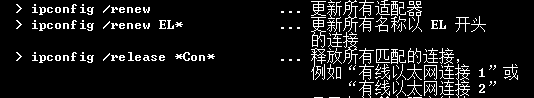 > ipconfig /renew ... 更新所有适配器
> ipconfig /renew EL* ... 更新所有名称以 EL 开头
的连接
> ipconfig /release *Con* ... 释放所有匹配的连接，
例如“有线以太网连接 1”或
“有线以太网连接 2”